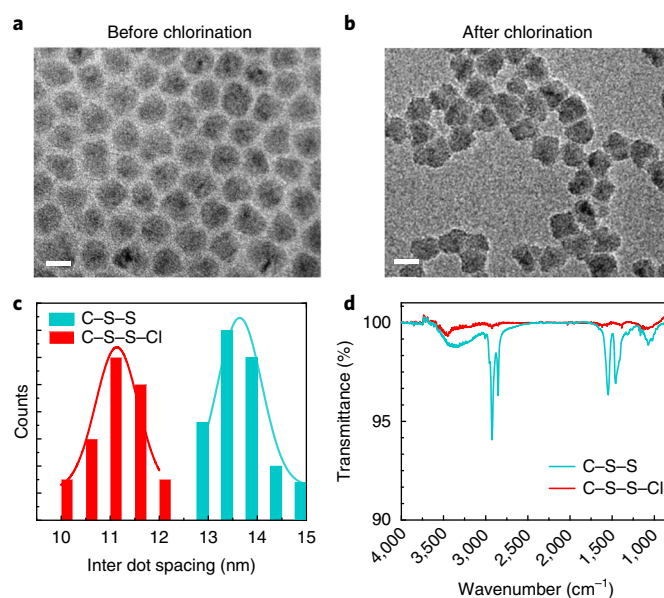 a
Before chlorination
b
After chlorination
c
C–S–S
C–S–S–Cl
Counts
10 11 12 13 14 15
Inter dot spacing (nm)
d
100
95
90
Transmittance (%)
C–S–S
C–S–S–Cl
4,000 3,500 3,000 2,500 2,000 1,500 1,000
Wavenumber (cm⁻¹)